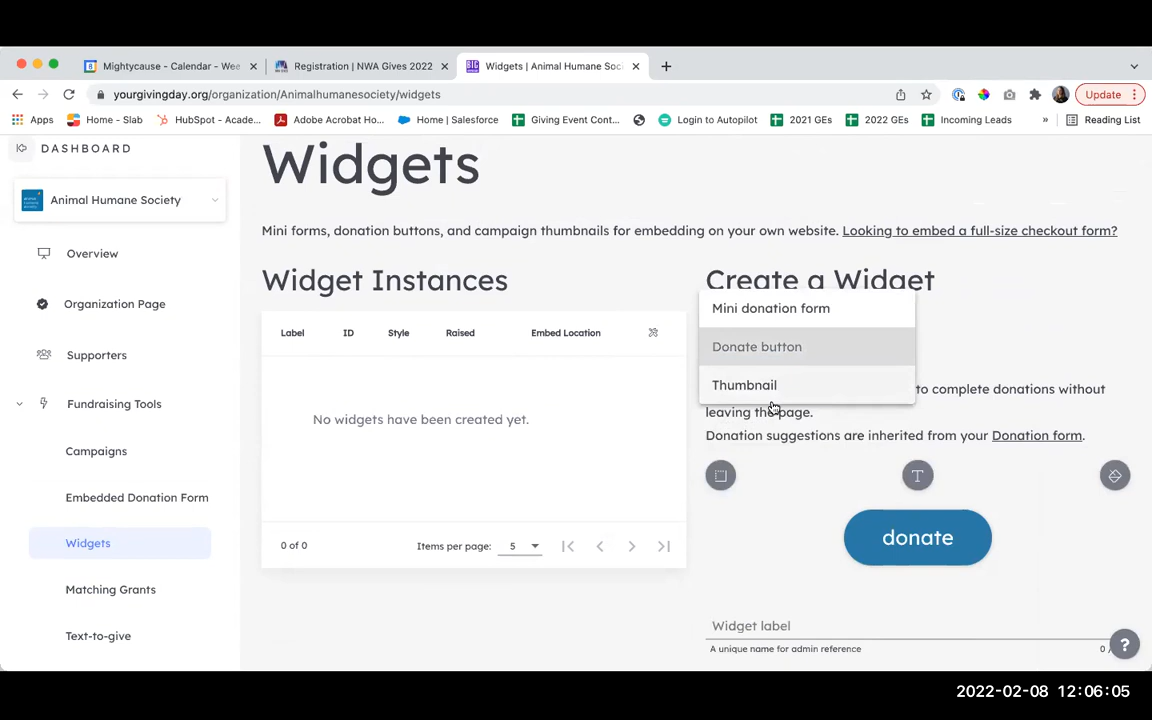 Mightycause - Calendar - Wee
Registration | NWA Gives 2022
Widgets | Animal Humane Soci
yourgivingday.org/organization/Animalhumanesociety/widgets
Update
Apps
Home - Slab
HubSpot - Acade...
Adobe Acrobat Ho...
Home | Salesforce
Giving Event Cont...
Login to Autopilot
2021 GEs
2022 GEs
Incoming Leads
»
Reading List
DASHBOARD
Animal Humane Society
Overview
Organization Page
Supporters
Fundraising Tools
Campaigns
Embedded Donation Form
Widgets
Matching Grants
Text-to-give
Widgets
Mini forms, donation buttons, and campaign thumbnails for embedding on your own website. Looking to embed a full-size checkout form?
Widget Instances
Label ID Style Raised Embed Location
No widgets have been created yet.
0 of 0
Items per page: 5
Create a Widget
Mini donation form
Donate button
Thumbnail
to complete donations without
leaving the page.
Donation suggestions are inherited from your Donation form.
T
donate
Widget label
A unique name for admin reference
0 /
?
2022-02-08 12:06:05